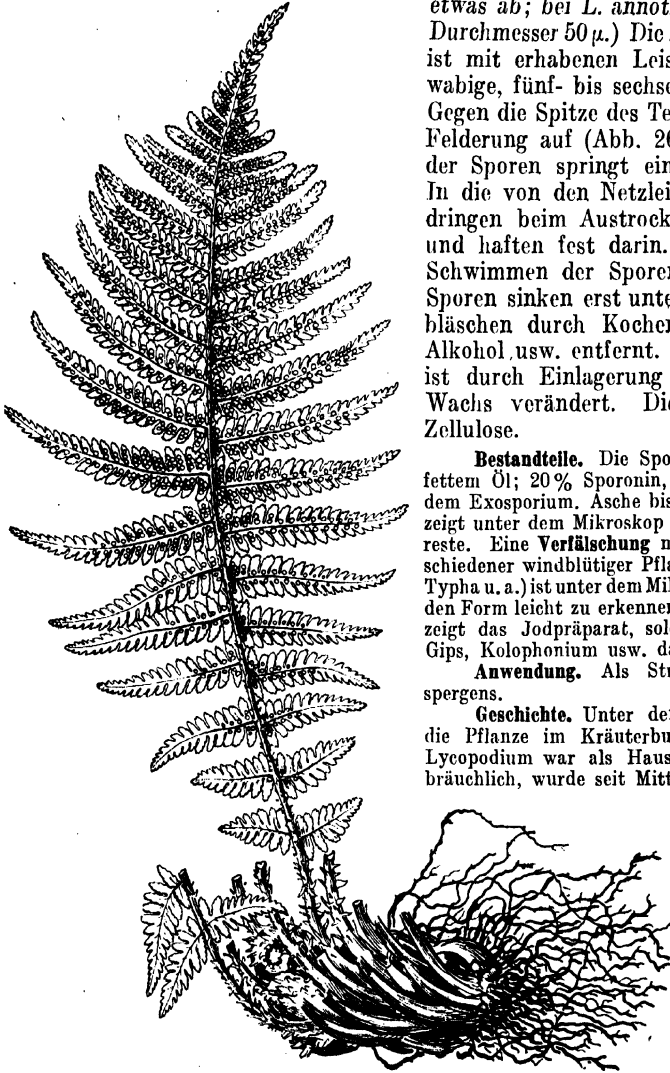 etwas ab; bei L. annot
Durchmesser 50 µ.) Die
ist mit erhabenen Leis
wabige, fünf- bis sechse
Gegen die Spitze des Te
Felderung auf (Abb. 26
der Sporen springt ein
In die von den Netzlei
dringen beim Austrock
und haften fest darin.
Schwimmen der Sporen
Sporen sinken erst unte
bläschen durch Kochen
Alkohol usw. entfernt.
ist durch Einlagerung
Wachs verändert. Die
Zellulose.
Bestandteile. Die Spo
fettem Öl; 20% Sporonin,
dem Exosporium. Asche bis
zeigt unter dem Mikroskop
reste. Eine Verfälschung m
schiedener windblütiger Pfla
Typha u. a.) ist unter dem Mil
den Form leicht zu erkennen
zeigt das Jodpräparat, sol
Gips, Kolophonium usw. da
Anwendung. Als Str
spergens.
Geschichte. Unter der
die Pflanze im Kräuterbu
Lycopodium war als Haus
bräuchlich, wurde seit Mitt